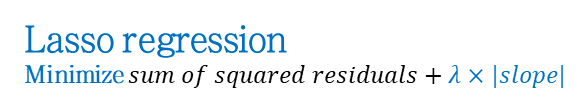 Lasso regression
Minimize sum of squared residuals + λ × |slope|